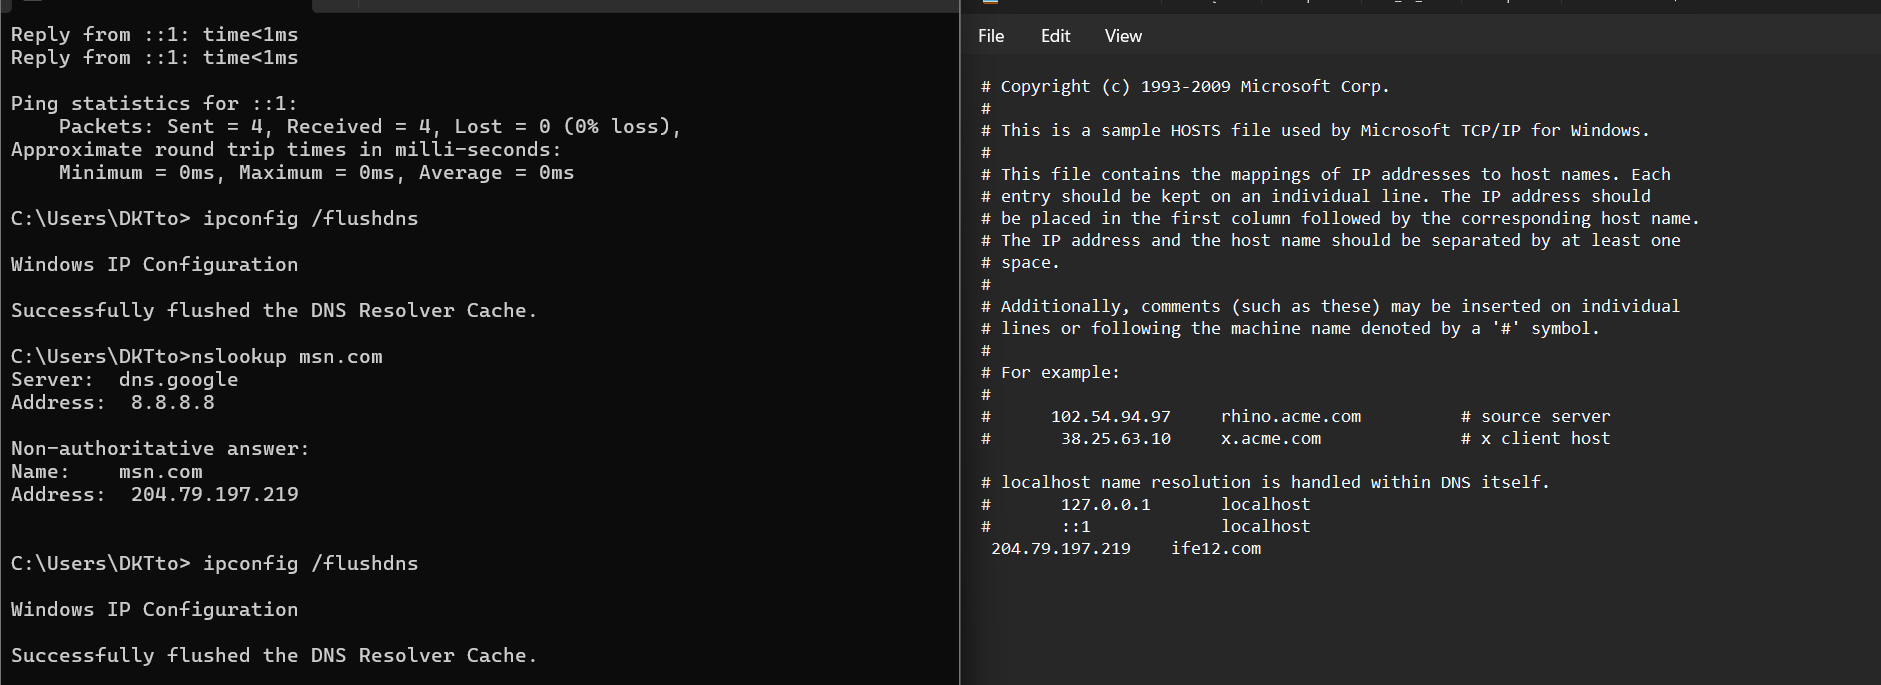 Reply from ::1: time<1ms
Reply from ::1: time<1ms
Ping statistics for ::1:
    Packets: Sent = 4, Received = 4, Lost = 0 (0% loss),
Approximate round trip times in milli-seconds:
    Minimum = 0ms, Maximum = 0ms, Average = 0ms
C:\Users\DKTto> ipconfig /flushdns
Windows IP Configuration
Successfully flushed the DNS Resolver Cache.
C:\Users\DKTto>nslookup msn.com
Server:  dns.google
Address:  8.8.8.8
Non-authoritative answer:
Name:    msn.com
Address:  204.79.197.219
C:\Users\DKTto> ipconfig /flushdns
Windows IP Configuration
Successfully flushed the DNS Resolver Cache.
File Edit View
# Copyright (c) 1993-2009 Microsoft Corp.
#
# This is a sample HOSTS file used by Microsoft TCP/IP for Windows.
#
# This file contains the mappings of IP addresses to host names. Each
# entry should be kept on an individual line. The IP address should
# be placed in the first column followed by the corresponding host name.
# The IP address and the host name should be separated by at least one
# space.
#
# Additionally, comments (such as these) may be inserted on individual
# lines or following the machine name denoted by a '#' symbol.
#
# For example:
#
#      102.54.94.97     rhino.acme.com          # source server
#       38.25.63.10     x.acme.com              # x client host
# localhost name resolution is handled within DNS itself.
#       127.0.0.1       localhost
#       ::1             localhost
 204.79.197.219    ife12.com